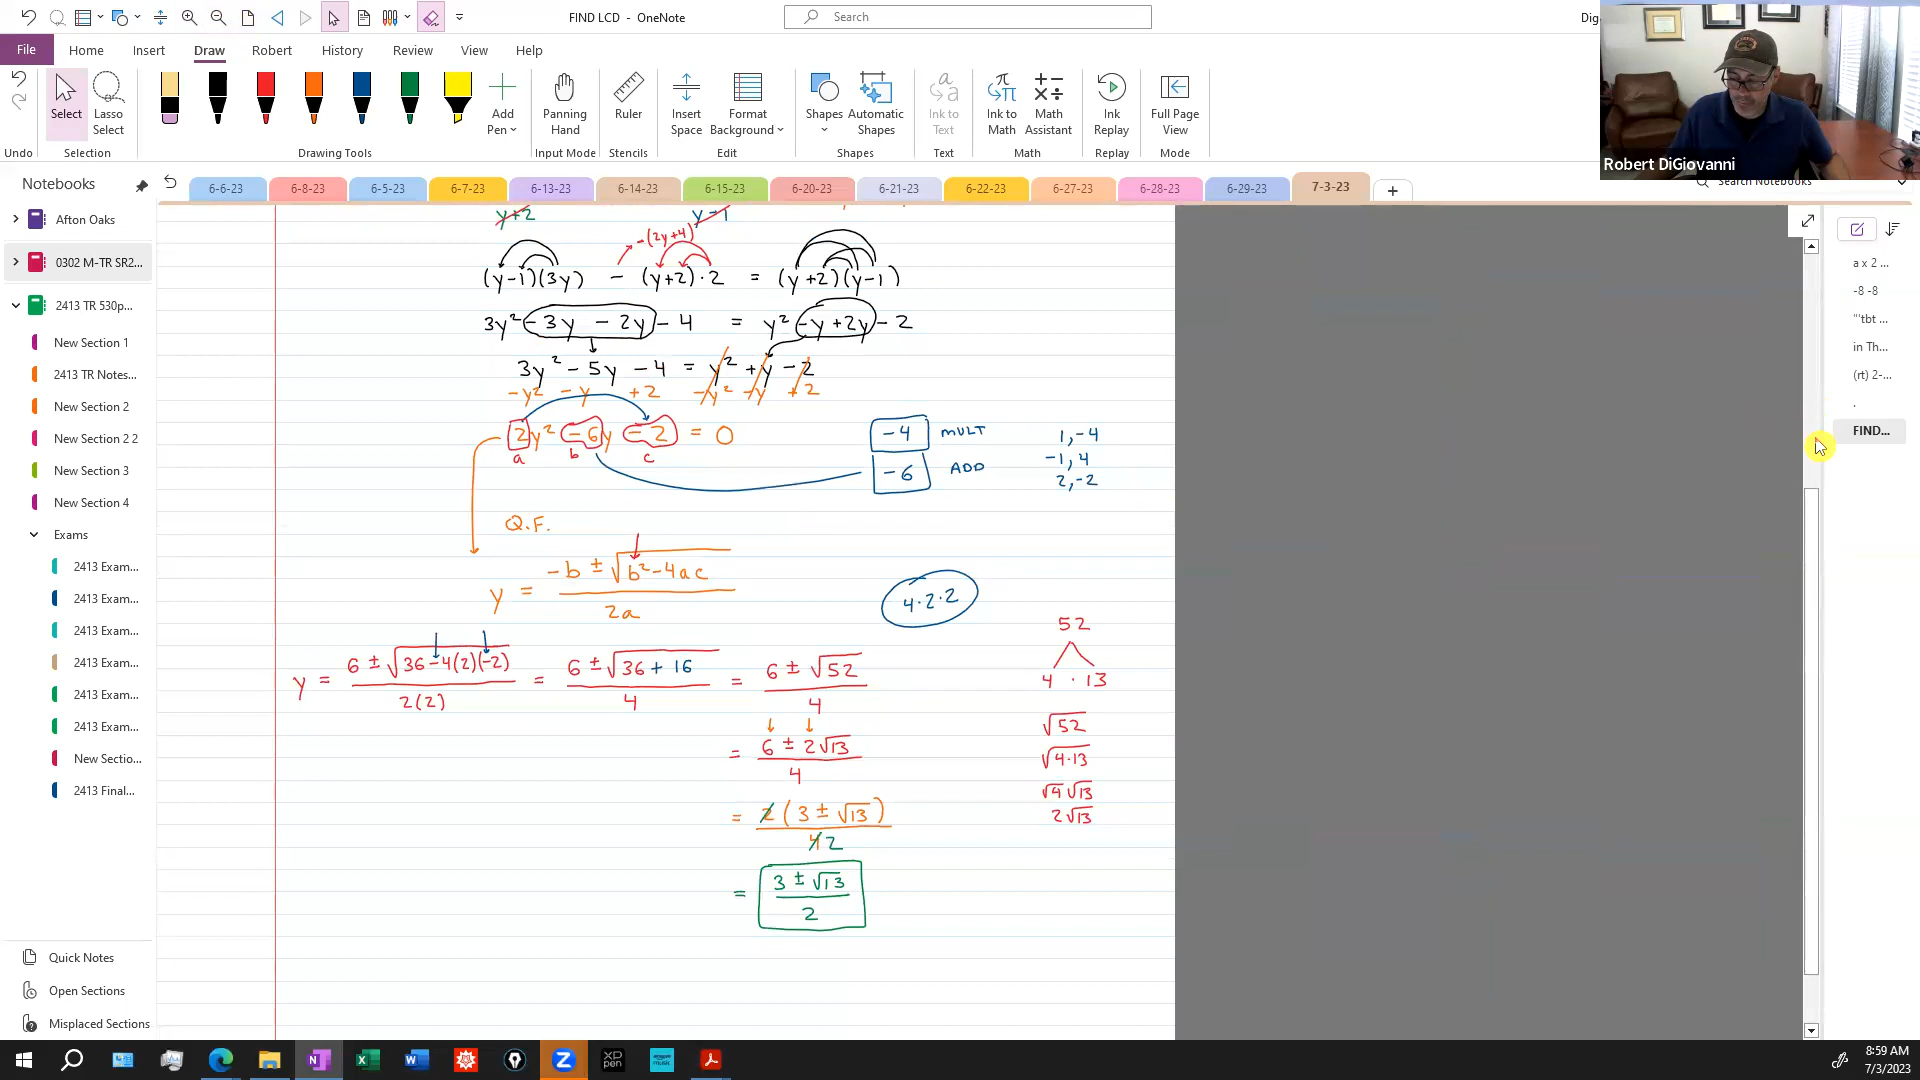 FIND LCD - OneNote
Search
Dig
File
Home
Insert
Draw
Robert
History
Review
View
Help
Select
Lasso Select
Add Pen
Panning Hand
Ruler
Insert Space
Format Background
Shapes
Automatic Shapes
Ink to Text
Ink to Math
Math Assistant
Ink Replay
Full Page View
Undo
Selection
Drawing Tools
Input Mode
Stencils
Edit
Shapes
Text
Math
Replay
Mode
Robert DiGiovanni
Notebooks
6-6-23
6-8-23
6-5-23
6-7-23
6-13-23
6-14-23
6-15-23
6-20-23
6-21-23
6-22-23
6-27-23
6-28-23
6-29-23
7-3-23
Search Notebooks
Afton Oaks
0302 M-TR SR2...
2413 TR 530p...
New Section 1
2413 TR Notes...
New Section 2
New Section 2 2
New Section 3
New Section 4
Exams
2413 Exam...
2413 Exam...
2413 Exam...
2413 Exam...
2413 Exam...
2413 Exam...
New Sectio...
2413 Final...
Quick Notes
Open Sections
Misplaced Sections
a x 2 ...
-8 -8
"'tbt ...
in Th...
(rt) 2-...
.
FIND...
y+2 y-1
-(2y+4)
(y-1)(3y) - (y+2)·2 = (y+2)(y-1)
3y² -3y - 2y - 4 = y² -y+2y - 2
3y² - 5y - 4 = y² + y - 2
-y² - y +2 -y² -y +2
2y² -6y -2 = 0
a b c
-4 MULT
-6 ADD
1, -4
-1, 4
2, -2
Q.F.
y = -b ± √b²-4ac
2a
4·2·2
52
4 · 13
y = 6 ± √36-4(2)(-2) = 6 ± √36 + 16 = 6 ± √52
2(2) 4 4
= 6 ± 2√13
4
= 2(3 ± √13)
4 2
= 3 ± √13
2
√52
√4·13
√4 √13
2√13
8:59 AM
7/3/2023